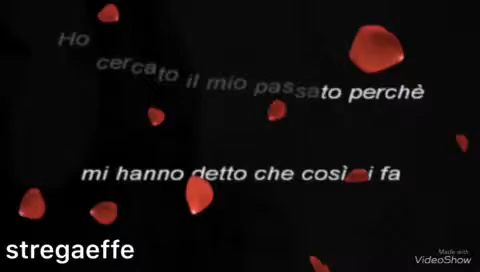 Ho
cercato il mio passato perchè
mi hanno detto che così si fa
stregaeffe
Made with
VideoShow